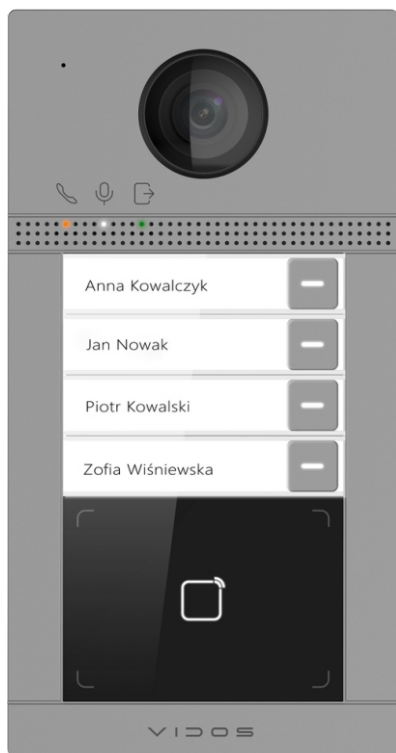 Anna Kowalczyk
Jan Nowak
Piotr Kowalski
Zofia Wiśniewska
VIDOS